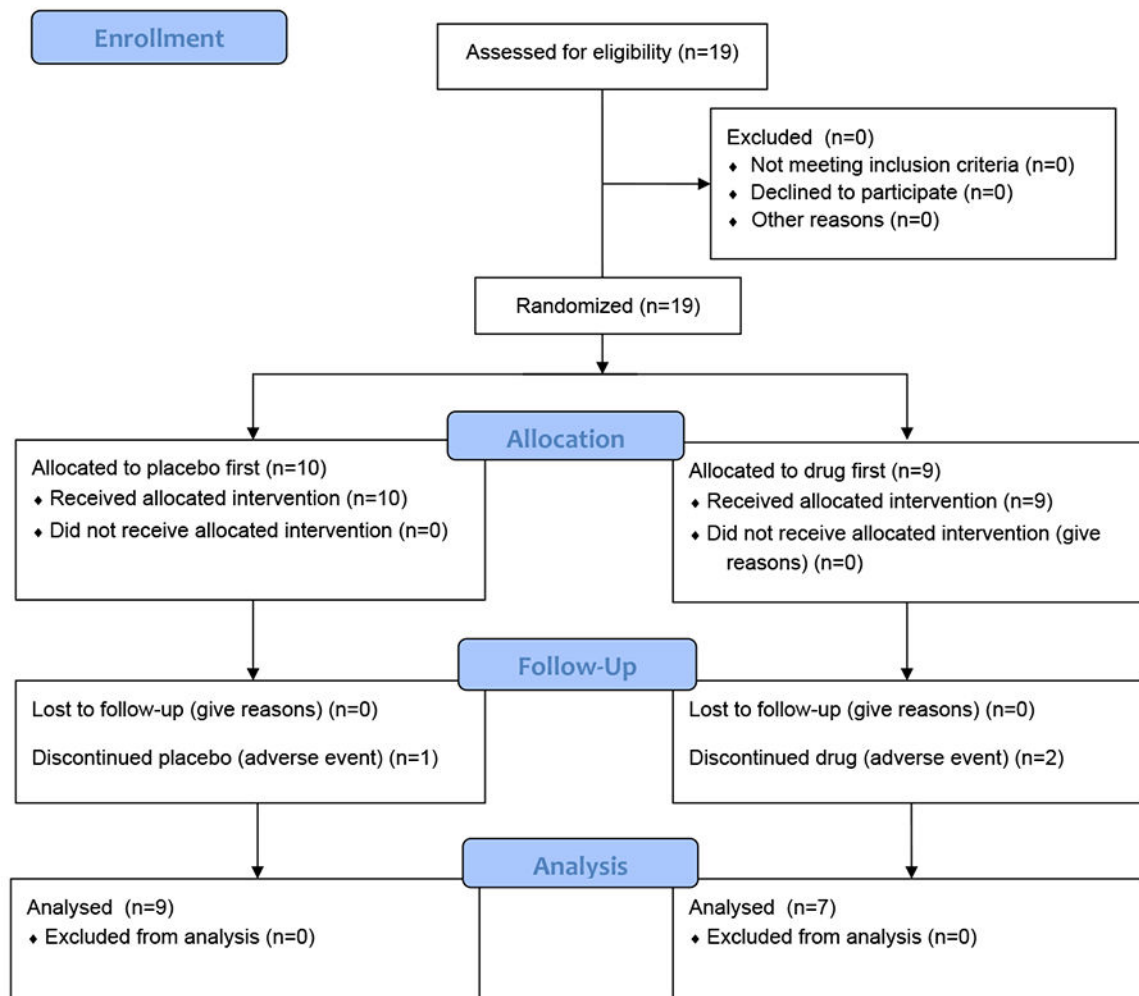 Enrollment
Assessed for eligibility (n=19)
Excluded (n=0)
♦ Not meeting inclusion criteria (n=0)
♦ Declined to participate (n=0)
♦ Other reasons (n=0)
Randomized (n=19)
Allocation
Allocated to placebo first (n=10)
♦ Received allocated intervention (n=10)
♦ Did not receive allocated intervention (n=0)
Allocated to drug first (n=9)
♦ Received allocated intervention (n=9)
♦ Did not receive allocated intervention (give
reasons) (n=0)
Follow-Up
Lost to follow-up (give reasons) (n=0)
Discontinued placebo (adverse event) (n=1)
Lost to follow-up (give reasons) (n=0)
Discontinued drug (adverse event) (n=2)
Analysis
Analysed (n=9)
♦ Excluded from analysis (n=0)
Analysed (n=7)
♦ Excluded from analysis (n=0)